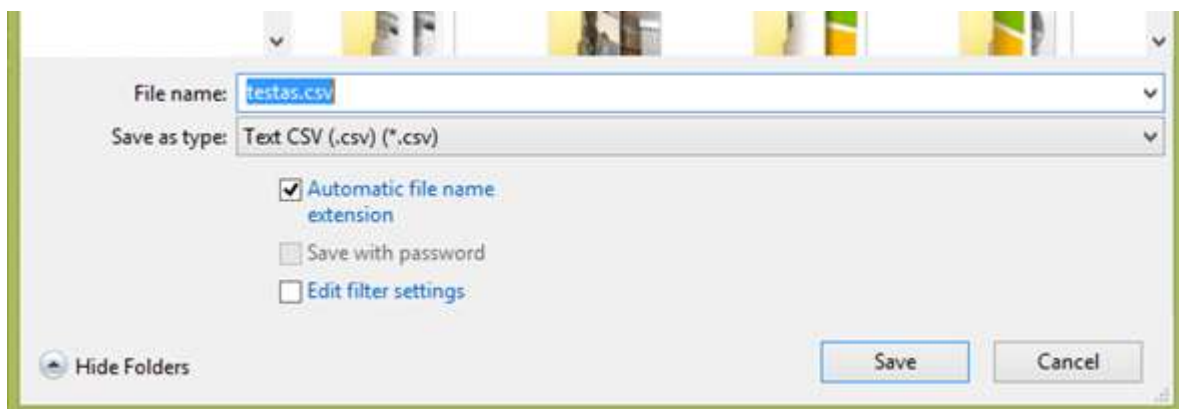 File name: testas.csv
Save as type: Text CSV (.csv) (*.csv)
Automatic file name
extension
Save with password
Edit filter settings
Hide Folders
Save
Cancel